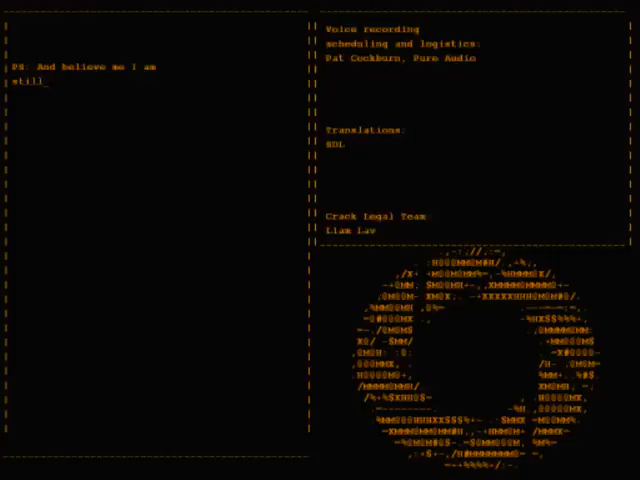 PS: And believe me I am
still_
Voice recording
scheduling and logistics:
Pat Cockburn, Pure Audio
Translations:
SDL
Crack Legal Team
Liam Lav